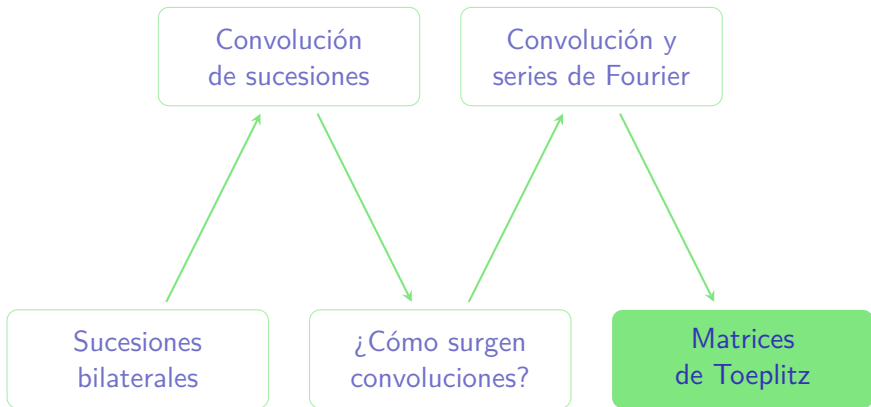 Convolución
de sucesiones
Convolución y
series de Fourier
Sucesiones
bilaterales
¿Cómo surgen
convoluciones?
Matrices
de Toeplitz